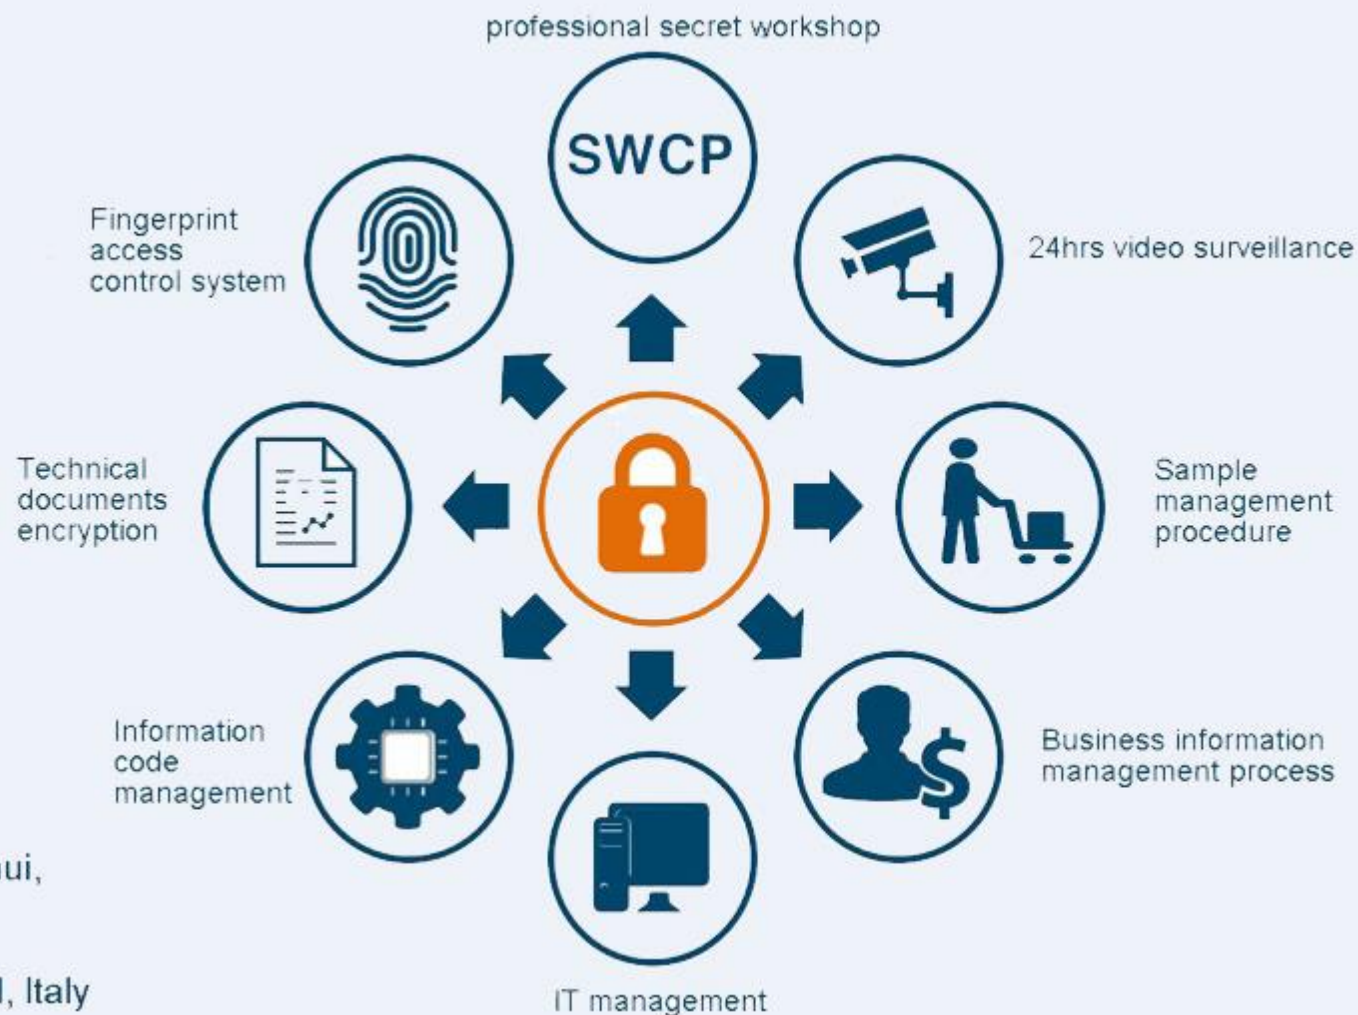 professional secret workshop
SWCP
Fingerprint
access
control system
24hrs video surveillance
Technical
documents
encryption
Sample
management
procedure
Information
code
management
Business information
management process
IT management
, Italy